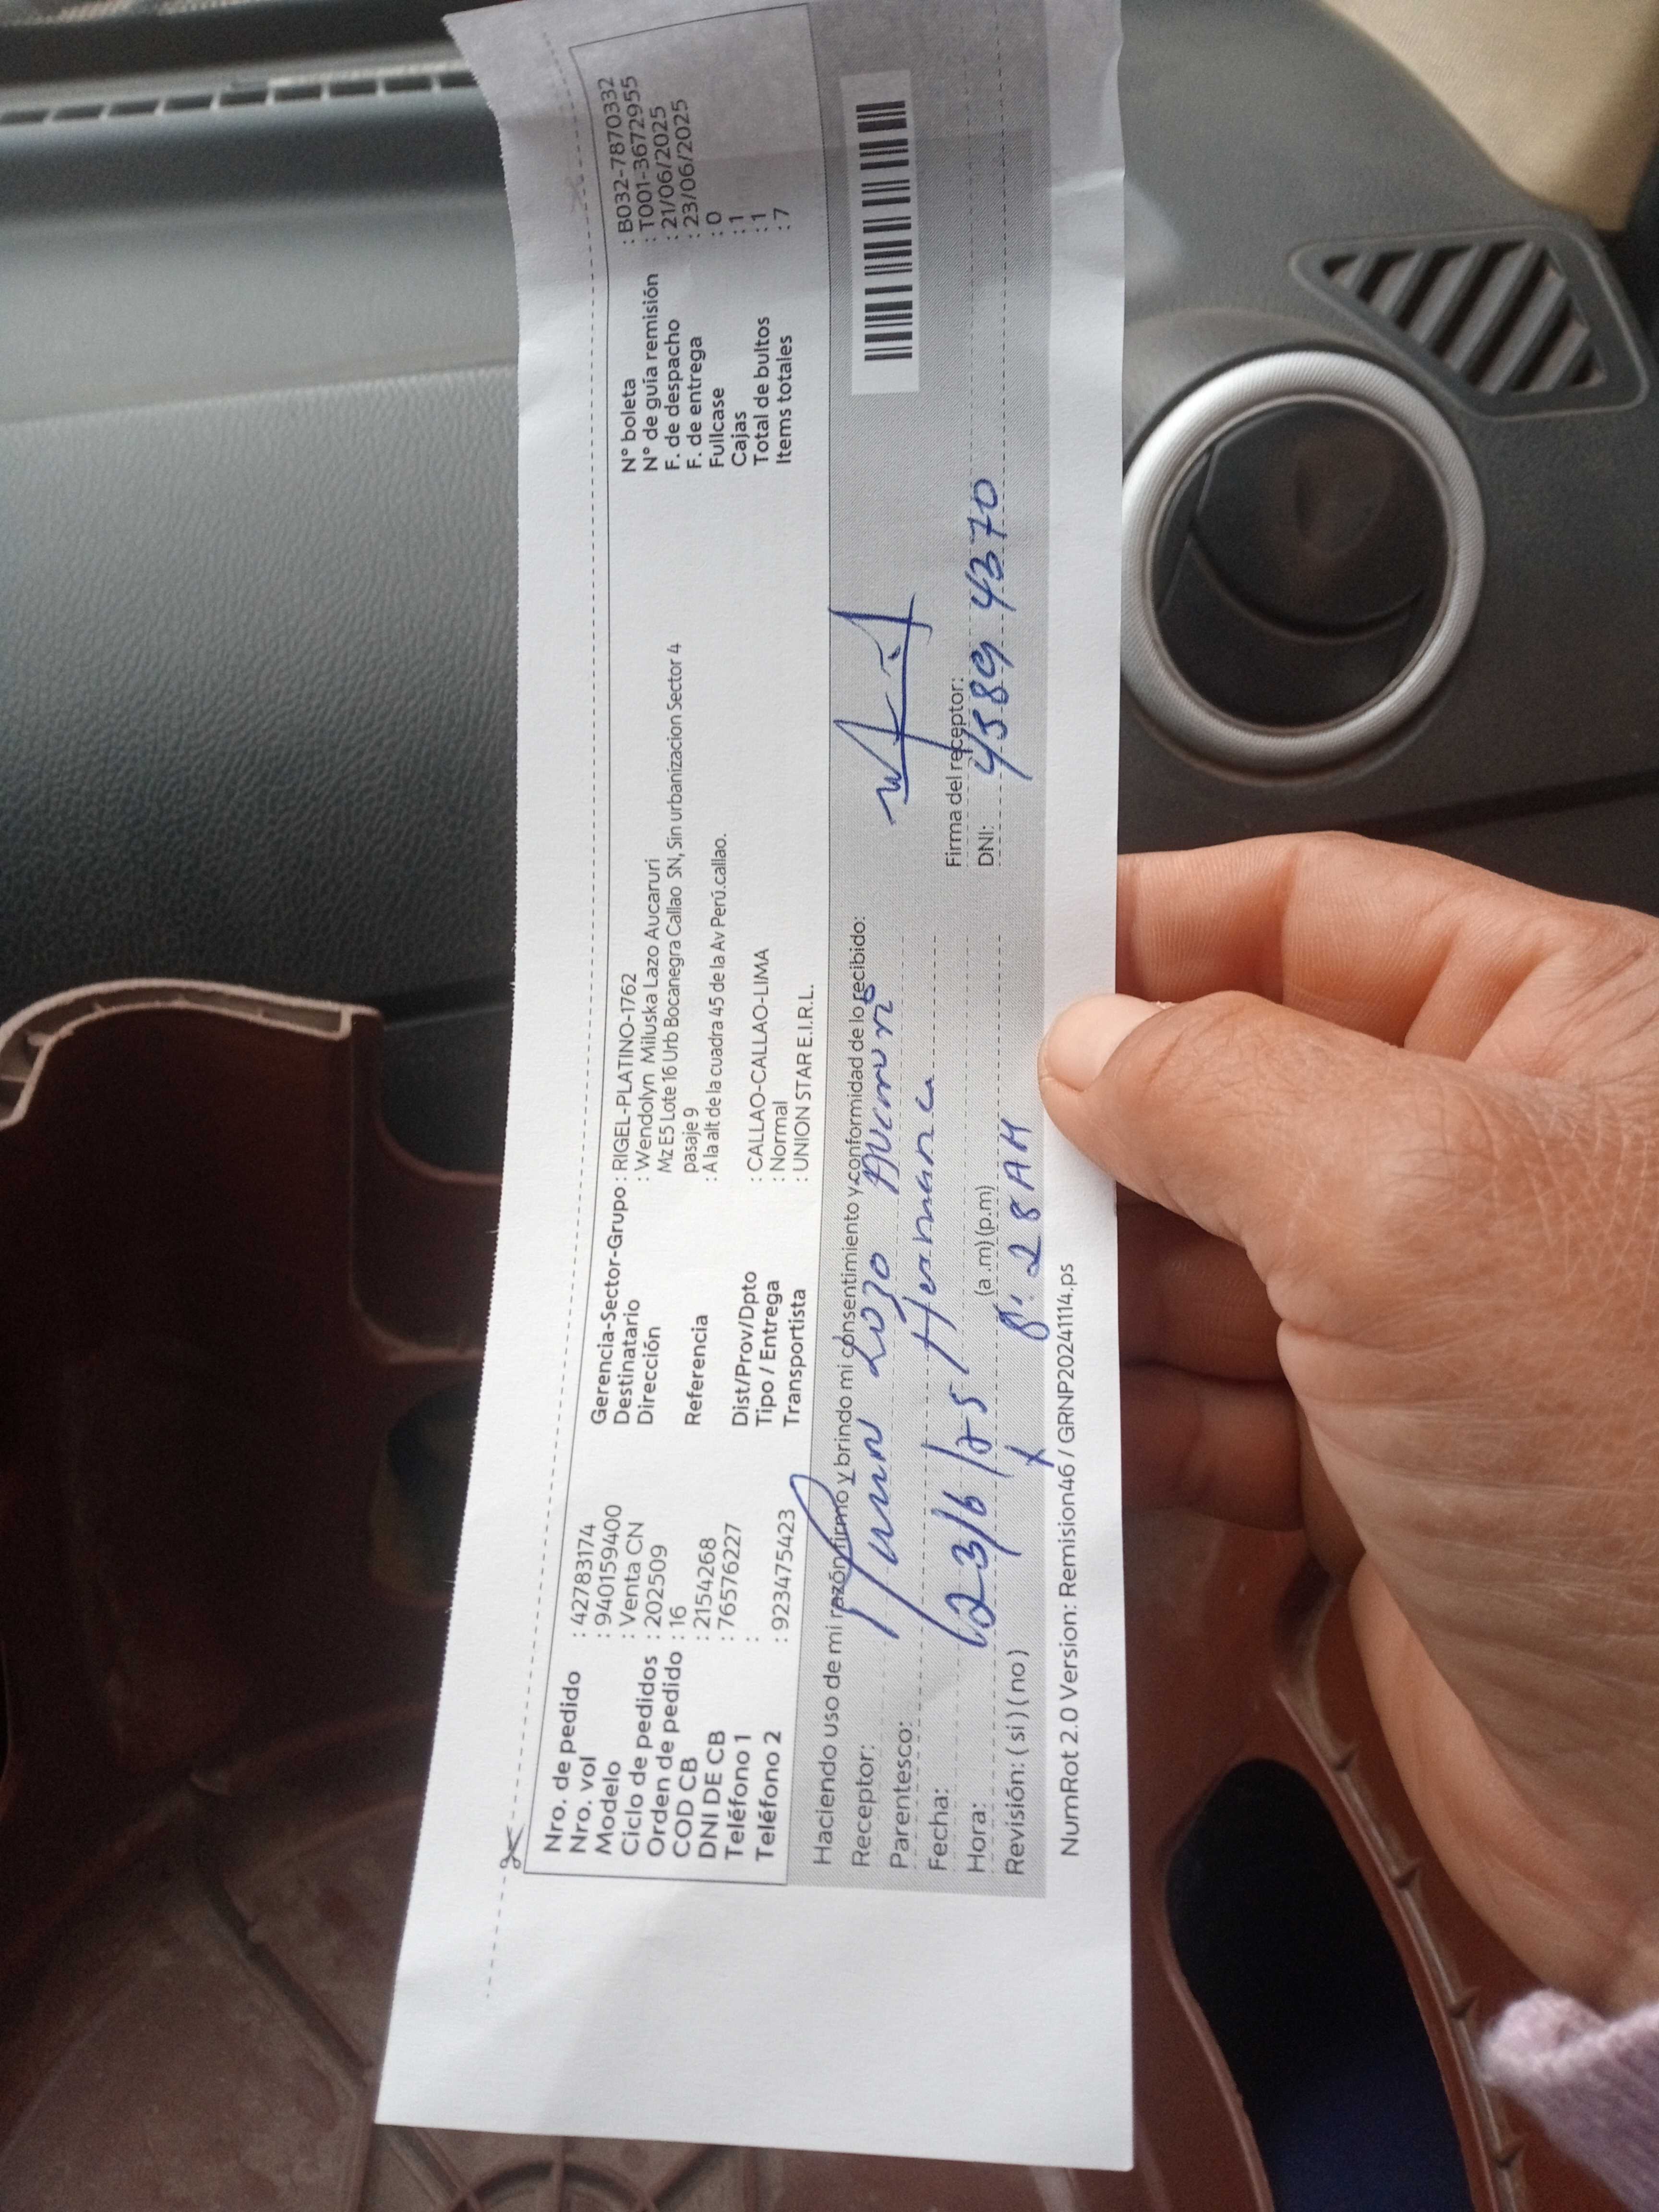 Nro. de pedido : 42783174
Nro. vol : 940159400
Modelo : Venta CN
Ciclo de pedidos : 202509
Orden de pedido : 16
COD CB : 2154268
DNI DE CB : 76576227
Teléfono 1 :
Teléfono 2 : 923475423
Gerencia-Sector-Grupo : RIGEL-PLATINO-1762
Destinatario : Wendolyn Miluska Lazo Aucaruri
Dirección Mz E5 Lote 16 Urb Bocanegra Callao SN, Sin urbanizacion Sector 4
pasaje 9
Referencia : A la alt de la cuadra 45 de la Av Perú.callao.
Dist/Prov/Dpto : CALLAO-CALLAO-LIMA
Tipo / Entrega : Normal
Transportista : UNION STAR E.I.R.L.
N° boleta : B032-7870332
N° de guía remisión : T001-3672955
F. de despacho : 21/06/2025
F. de entrega : 23/06/2025
Fullcase : 0
Cajas : 1
Total de bultos : 1
Items totales : 7
Haciendo uso de mi razón firmo y brindo mi consentimiento y conformidad de lo recibido:
Receptor:
Parentesco: Hermana
Fecha: 23/6/25
Hora: (a .m) (p.m) 8:28 AM
Revisión: ( si ) ( no ) x
Firma del receptor:
DNI: 4589 4370
NumRot 2.0 Version: Remision46 / GRNP20241114.ps